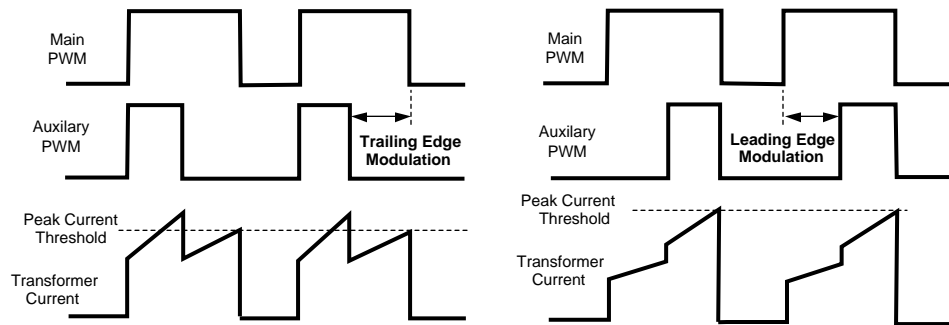 Main
PWM
Auxilary
PWM
Trailing Edge
Modulation
Peak Current
Threshold
Transformer
Current
Main
PWM
Auxilary
PWM
Leading Edge
Modulation
Peak Current
Threshold
Transformer
Current